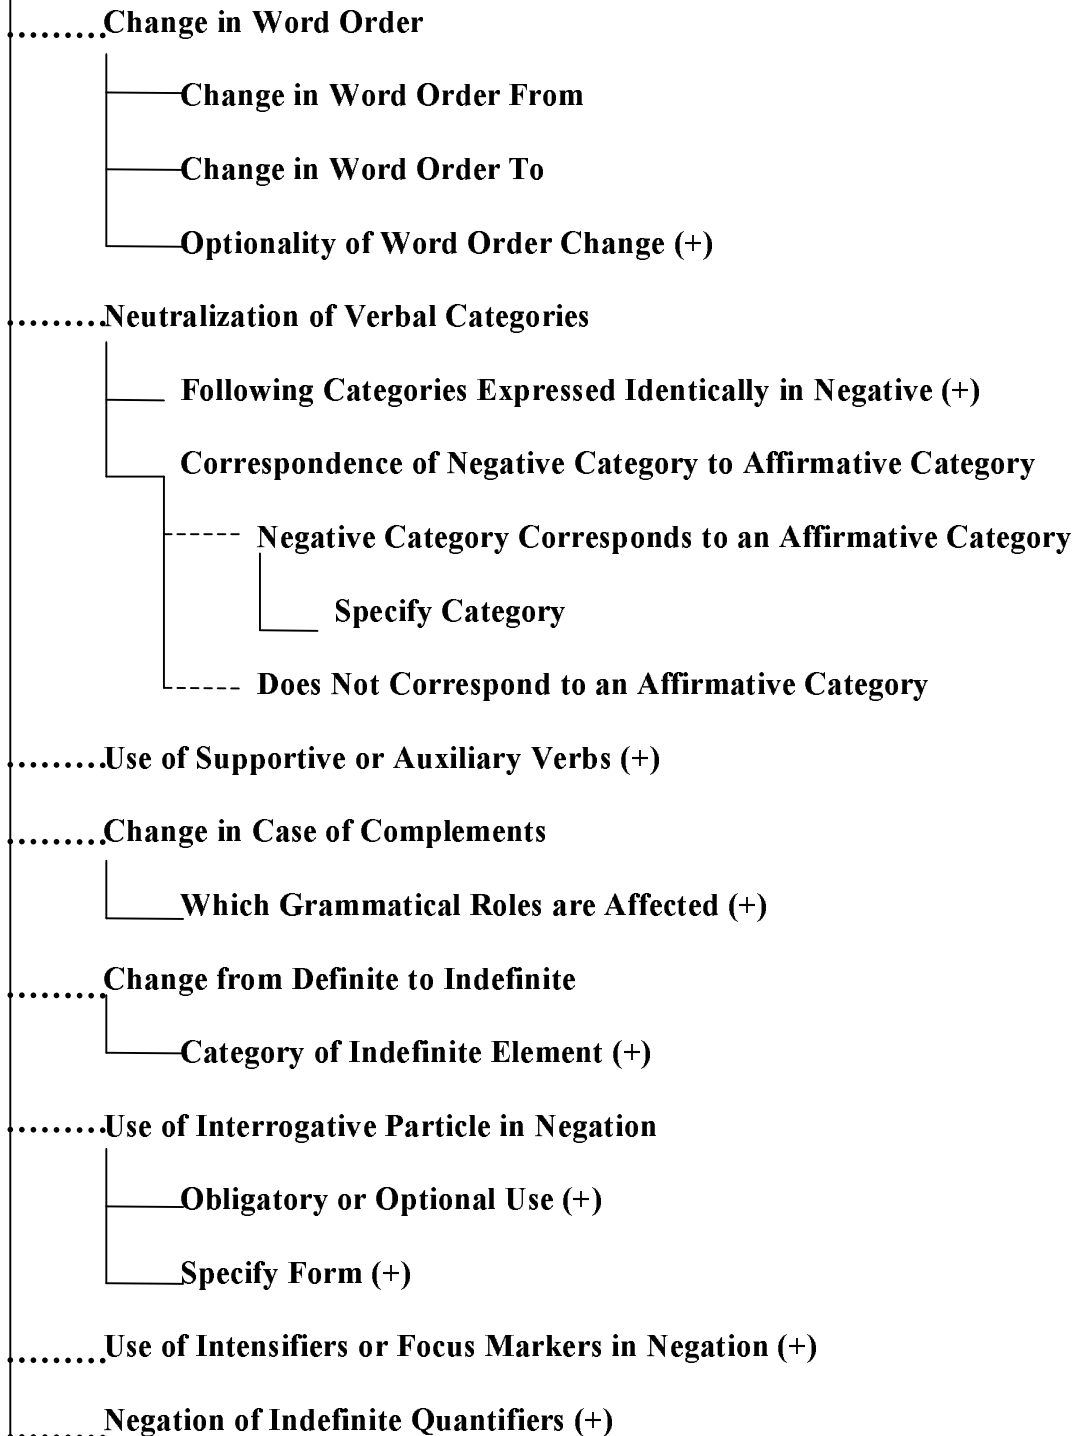 Change in Word Order
Change in Word Order From
Change in Word Order To
Optionality of Word Order Change (+)
Neutralization of Verbal Categories
Following Categories Expressed Identically in Negative (+)
Correspondence of Negative Category to Affirmative Category
Negative Category Corresponds to an Affirmative Category
Specify Category
Does Not Correspond to an Affirmative Category
Use of Supportive or Auxiliary Verbs (+)
Change in Case of Complements
Which Grammatical Roles are Affected (+)
Change from Definite to Indefinite
Category of Indefinite Element (+)
Use of Interrogative Particle in Negation
Obligatory or Optional Use (+)
Specify Form (+)
Use of Intensifiers or Focus Markers in Negation (+)
Negation of Indefinite Quantifiers (+)